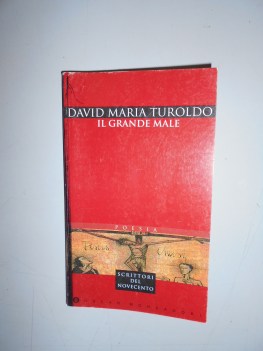 DAVID MARIA TUROLDO
IL GRANDE MALE
POESIA
SCRITTORI
DEL
NOVECENTO